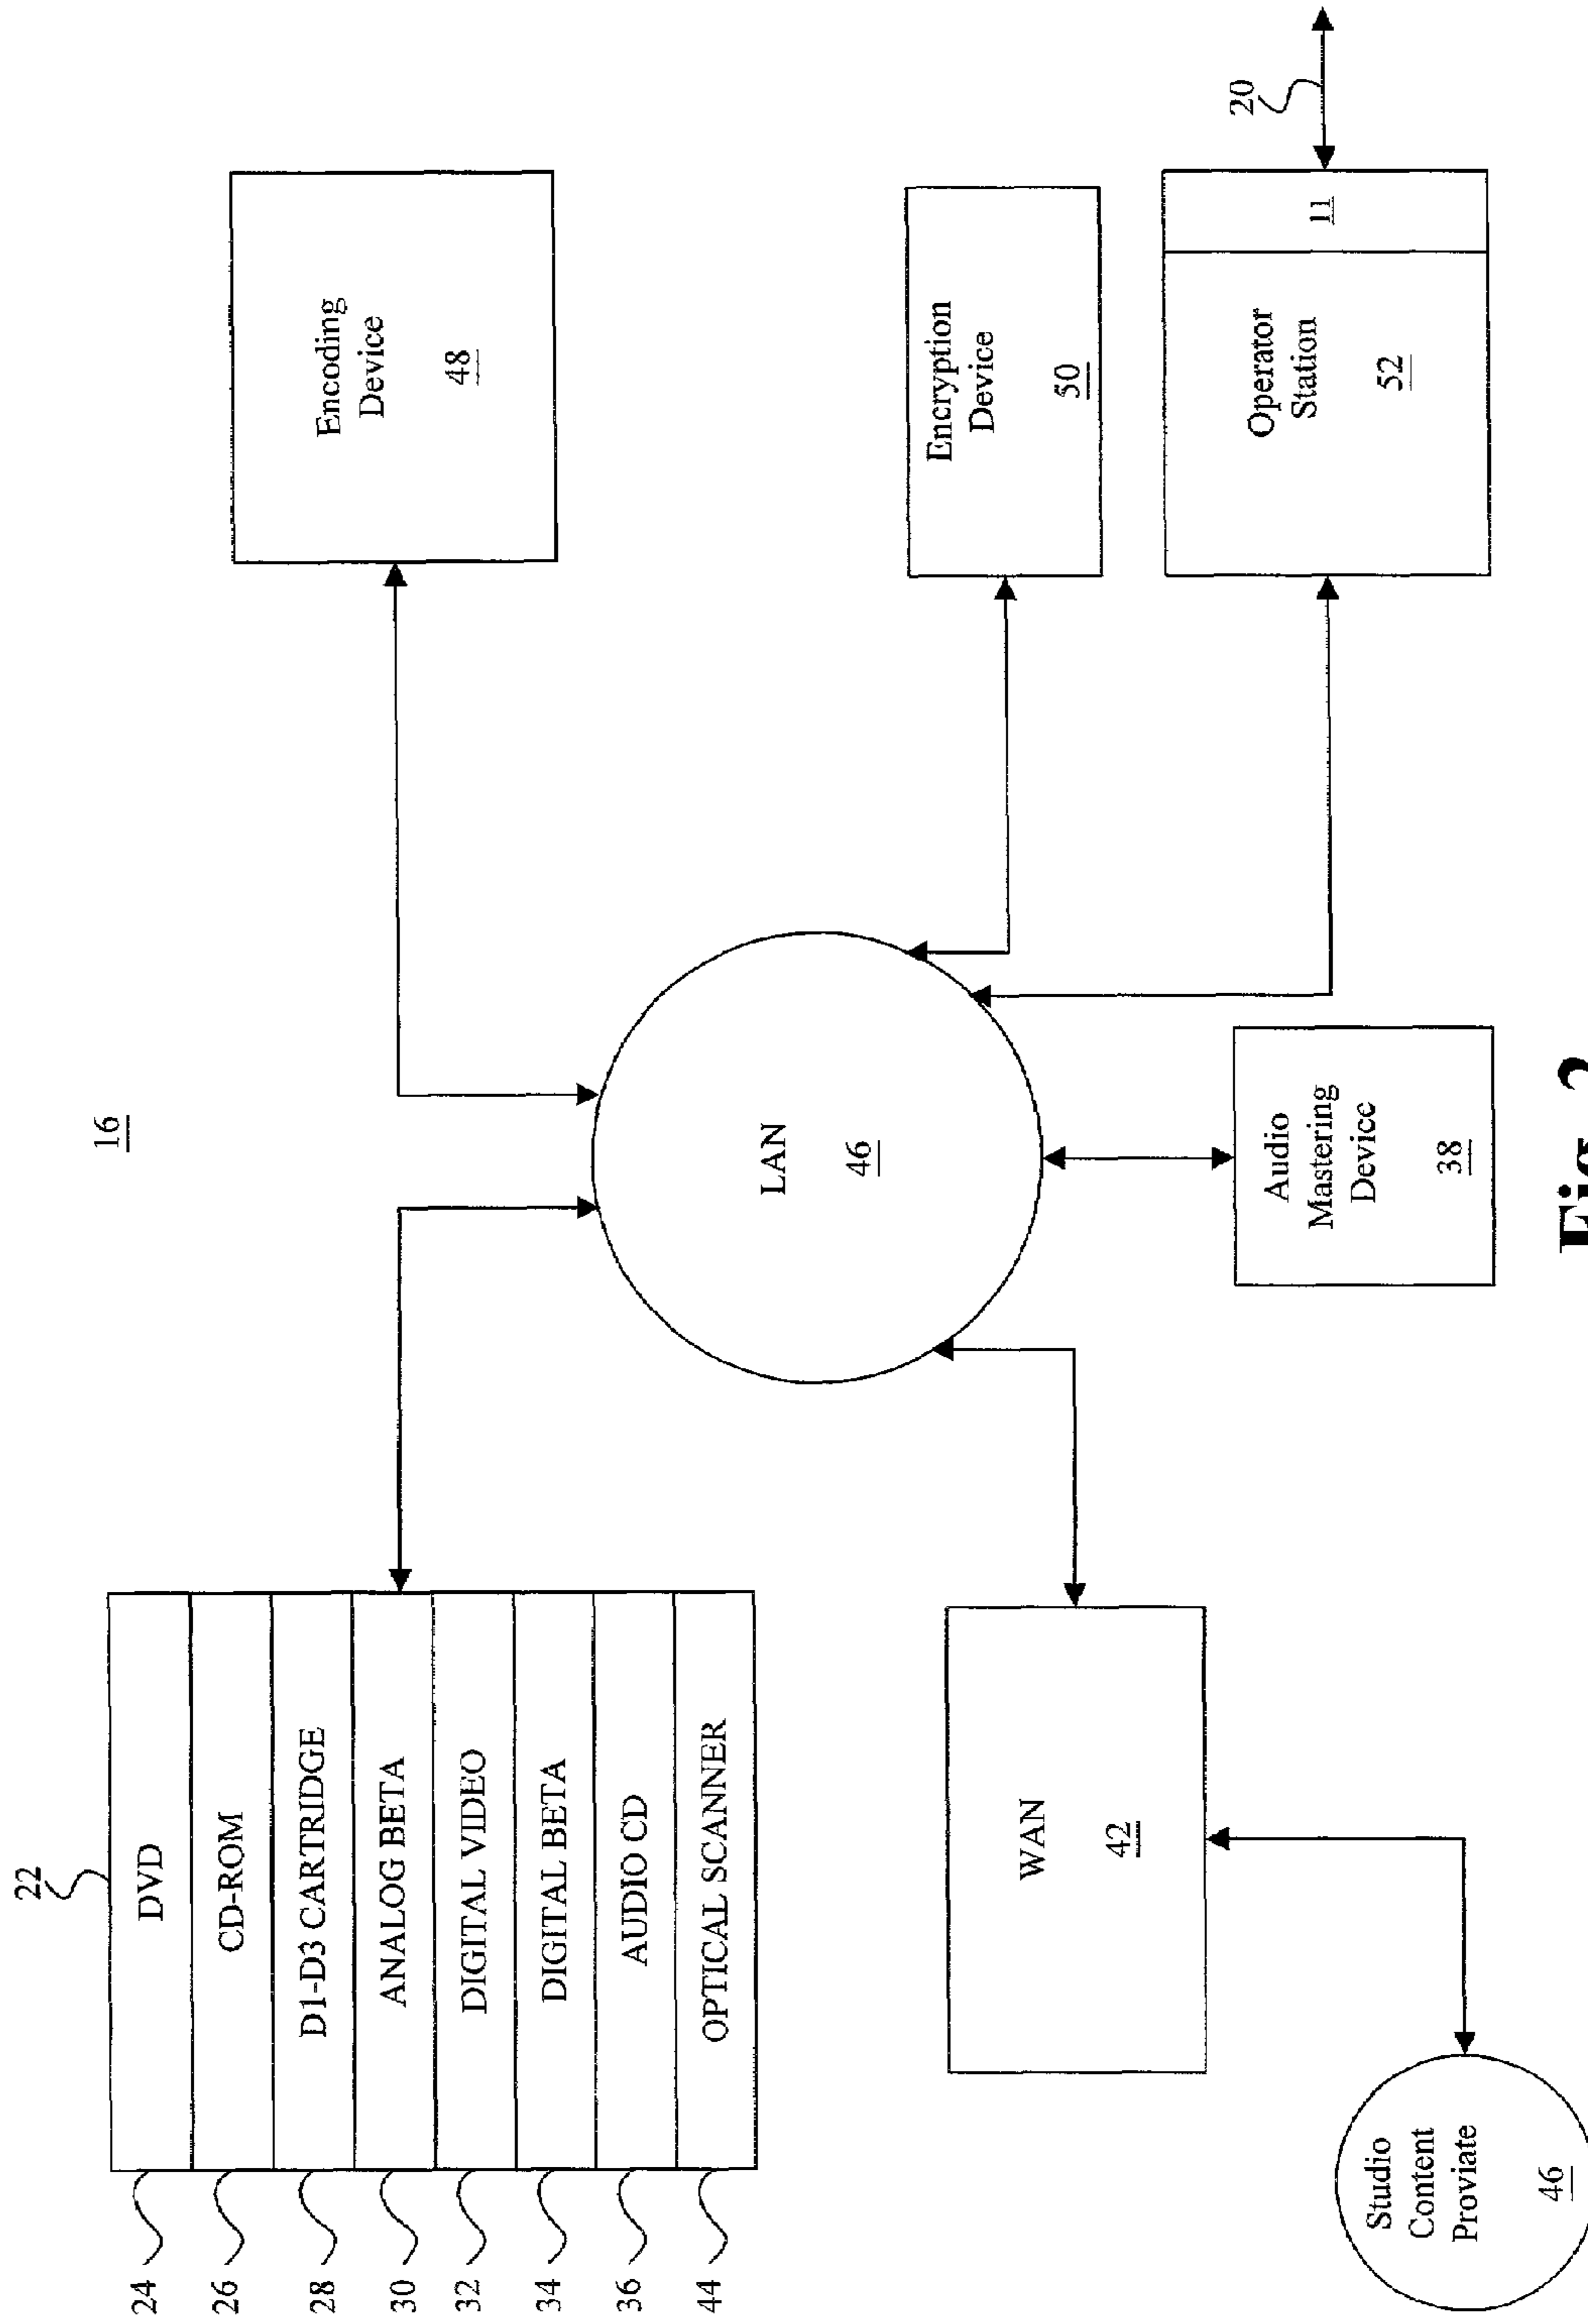 16
22
24
DVD
26
CD-ROM
28
D1-D3 CARTRIDGE
30
ANALOG BETA
32
DIGITAL VIDEO
34
DIGITAL BETA
36
AUDIO CD
44
OPTICAL SCANNER
Encoding
Device
48
LAN
46
Encryption
Device
50
WAN
42
Operator
Station
52
11
20
Audio
Mastering
Device
38
Studio
Content
Proviate
46
Fig. 2